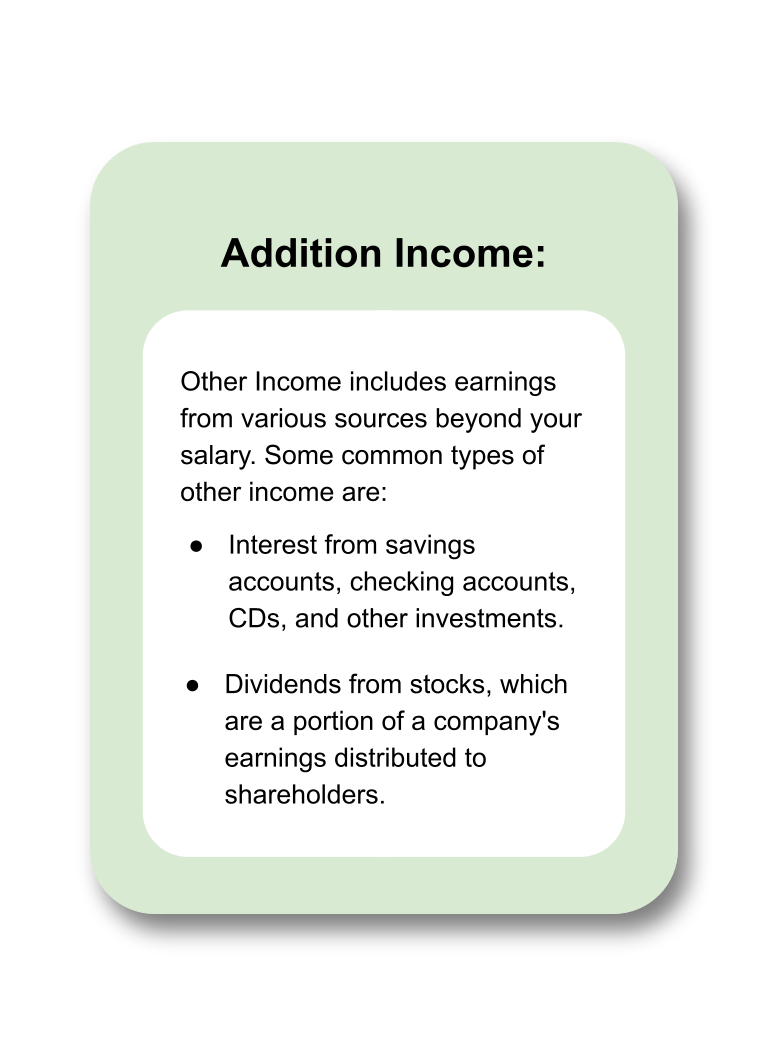 Addition Income:
Other Income includes earnings
from various sources beyond your
salary. Some common types of
other income are:
● Interest from savings
accounts, checking accounts,
CDs, and other investments.
● Dividends from stocks, which
are a portion of a company's
earnings distributed to
shareholders.